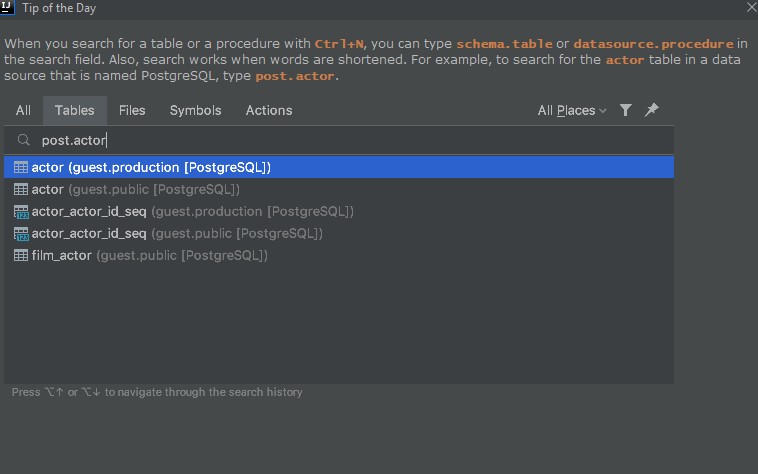 IJ Tip of the Day
When you search for a table or a procedure with Ctrl+N, you can type schema.table or datasource.procedure in
the search field. Also, search works when words are shortened. For example, to search for the actor table in a data
source that is named PostgreSQL, type post.actor.
All Tables Files Symbols Actions All Places
post.actor
actor (guest.production [PostgreSQL])
actor (guest.public [PostgreSQL])
123 actor_actor_id_seq (guest.production [PostgreSQL])
123 actor_actor_id_seq (guest.public [PostgreSQL])
film_actor (guest.public [PostgreSQL])
Press ⌥↑ or ⌥↓ to navigate through the search history